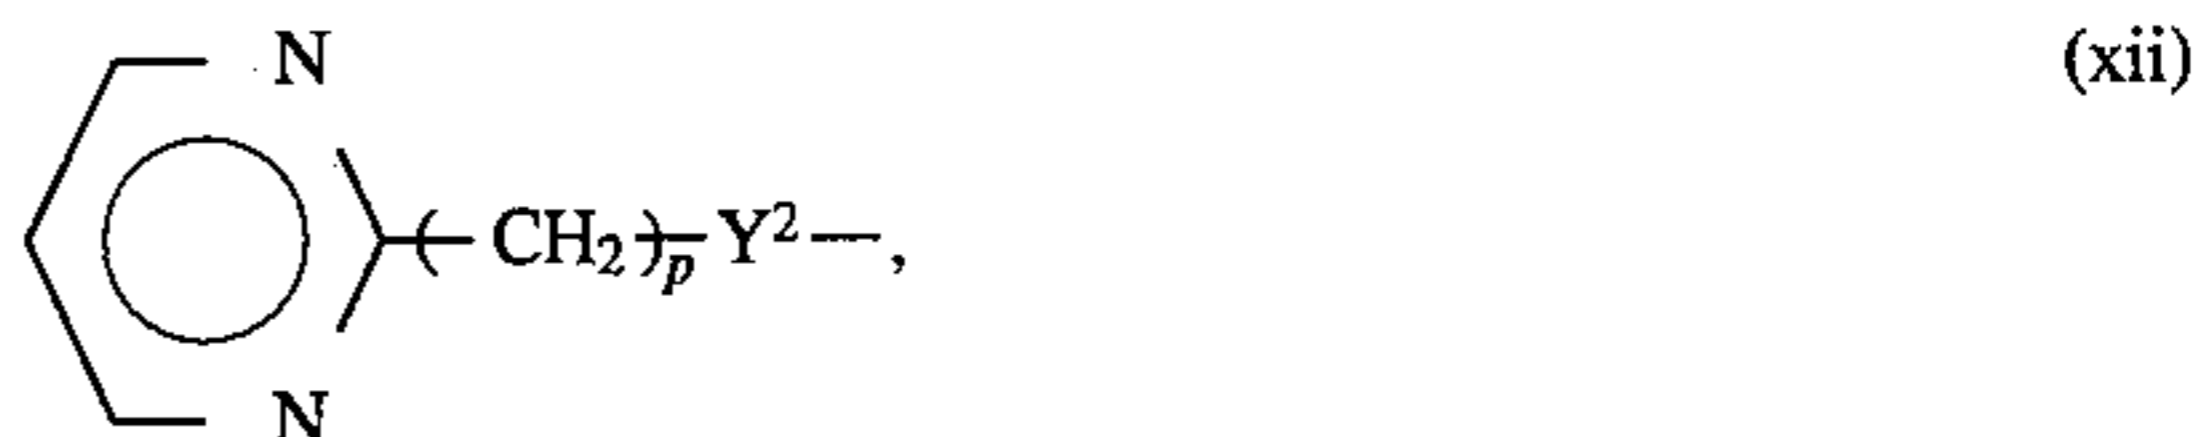 N (xii)
( CH₂ )ₚ Y² — ,
N